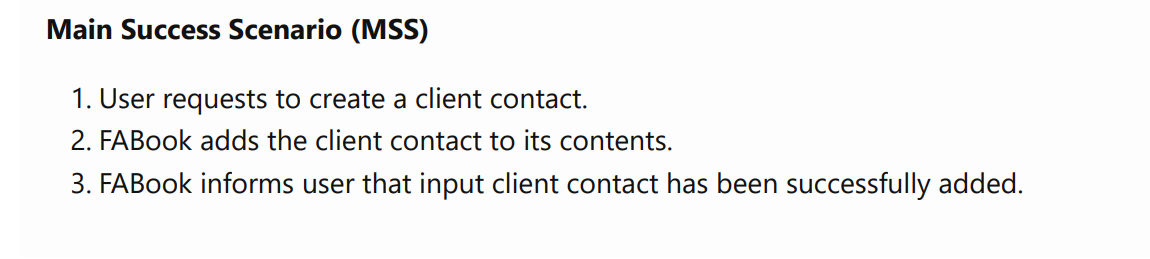 Main Success Scenario (MSS)
1. User requests to create a client contact.
2. FABook adds the client contact to its contents.
3. FABook informs user that input client contact has been successfully added.